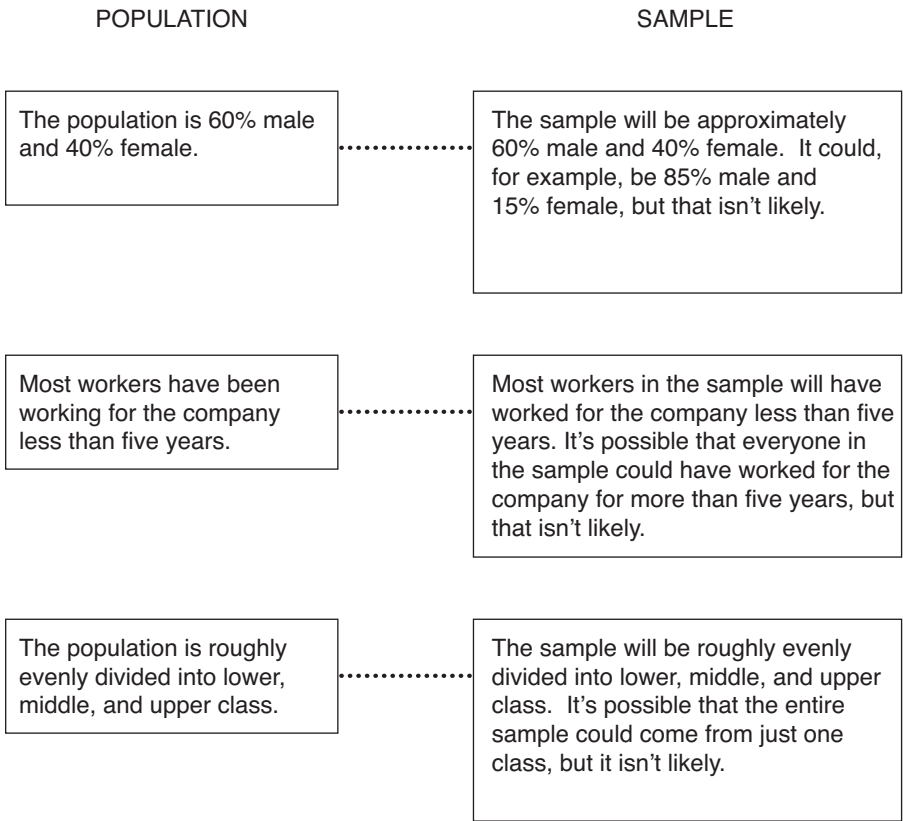 POPULATION
SAMPLE
The population is 60% male
and 40% female.
The sample will be approximately
60% male and 40% female.  It could,
for example, be 85% male and
15% female, but that isn't likely.
Most workers have been
working for the company
less than five years.
Most workers in the sample will have
worked for the company less than five
years. It's possible that everyone in
the sample could have worked for the
company for more than five years, but
that isn't likely.
The population is roughly
evenly divided into lower,
middle, and upper class.
The sample will be roughly evenly
divided into lower, middle, and upper
class.  It's possible that the entire
sample could come from just one
class, but it isn't likely.